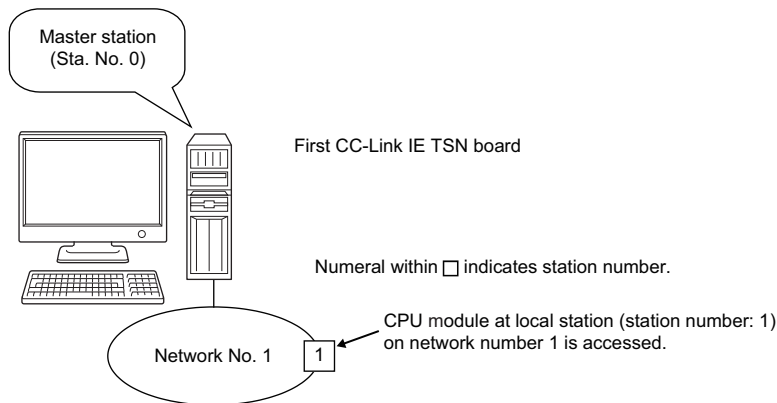 Master station
(Sta. No. 0)
First CC-Link IE TSN board
Numeral within □ indicates station number.
CPU module at local station (station number: 1)
on network number 1 is accessed.
Network No. 1
1